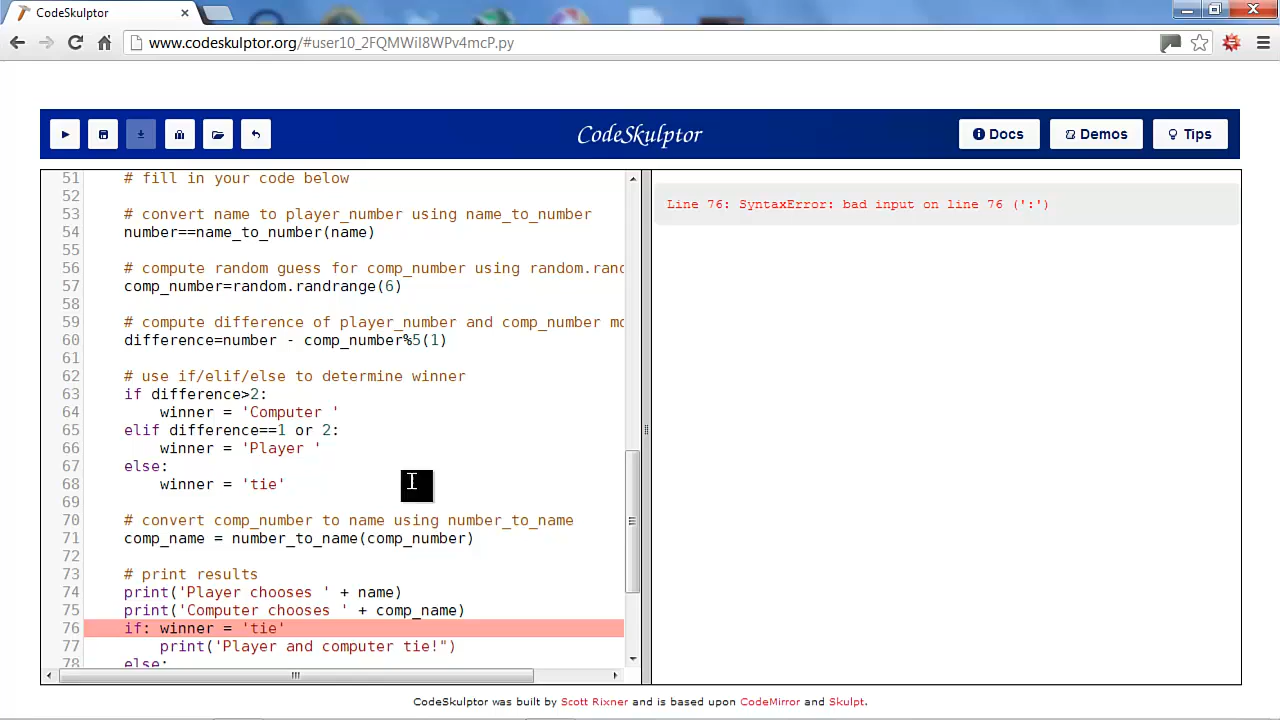 CodeSkulptor
www.codeskulptor.org/#user10_2FQMWil8WPv4mcP.py
CodeSkulptor
Docs
Demos
Tips
51 # fill in your code below
52
53 # convert name to player_number using name_to_number
54 number==name_to_number(name)
55
56 # compute random guess for comp_number using random.rand
57 comp_number=random.randrange(6)
58
59 # compute difference of player_number and comp_number mo
60 difference=number - comp_number%5(1)
61
62 # use if/elif/else to determine winner
63 if difference>2:
64 winner = 'Computer '
65 elif difference==1 or 2:
66 winner = 'Player '
67 else:
68 winner = 'tie'
69
70 # convert comp_number to name using number_to_name
71 comp_name = number_to_name(comp_number)
72
73 # print results
74 print('Player chooses ' + name)
75 print('Computer chooses ' + comp_name)
76 if: winner = 'tie'
77 print('Player and computer tie!")
78 else:
Line 76: SyntaxError: bad input on line 76 (':')
CodeSkulptor was built by Scott Rixner and is based upon CodeMirror and Skulpt.